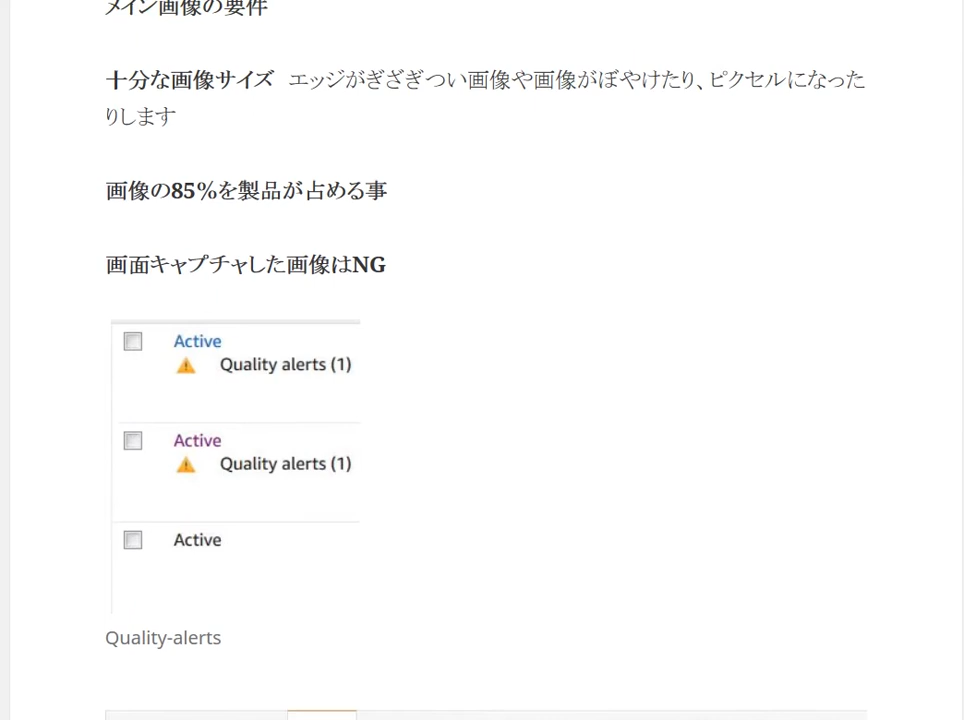 メイン画像の要件
十分な画像サイズ エッジがぎざぎつい画像や画像がぼやけたり、ピクセルになった
りします
画像の85%を製品が占める事
画面キャプチャした画像はNG
Active
Quality alerts (1)
Active
Quality alerts (1)
Active
Quality-alerts